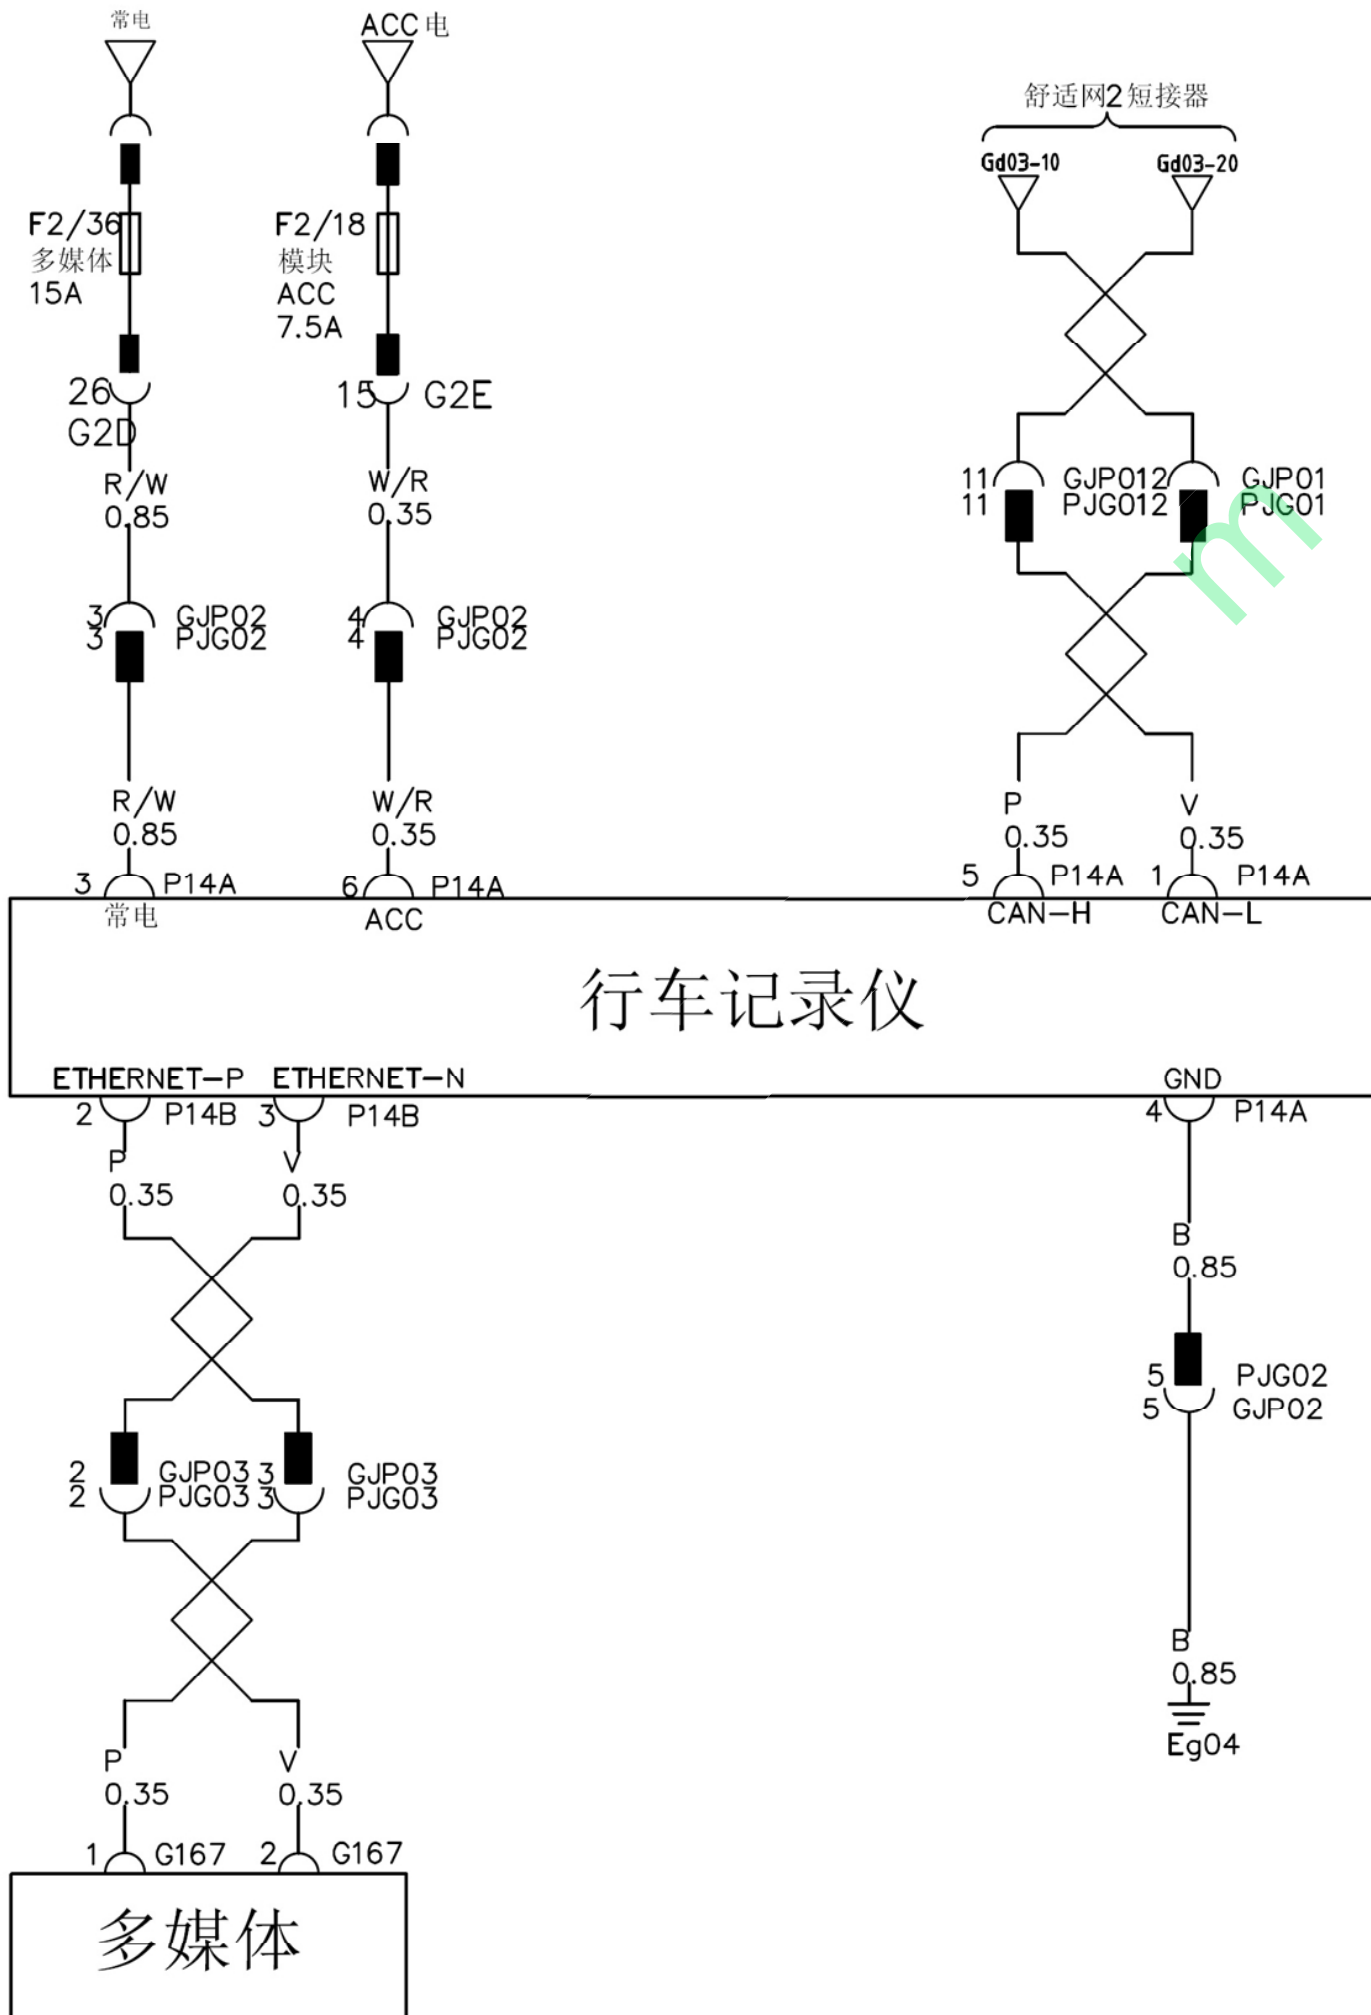 常电
ACC电
舒适网2短接器
Gd03-10
Gd03-20
F2/36
多媒体
15A
F2/18
模块
ACC
7.5A
26
G2D
15
G2E
R/W
0.85
W/R
0.35
11
GJP012
GJP01
11
PJG012
PJG01
3
GJP02
3
PJG02
4
GJP02
4
PJG02
R/W
0.85
W/R
0.35
P
0.35
V
0.35
3
P14A
6
P14A
5
P14A
1
P14A
常电
ACC
CAN-H
CAN-L
行车记录仪
ETHERNET-P
ETHERNET-N
GND
2
P14B
3
P14B
4
P14A
P
0.35
V
0.35
B
0.85
5
PJG02
5
GJP02
2
GJP03
3
GJP03
2
PJG03
3
PJG03
B
0.85
Eg04
P
0.35
V
0.35
1
G167
2
G167
多媒体
m